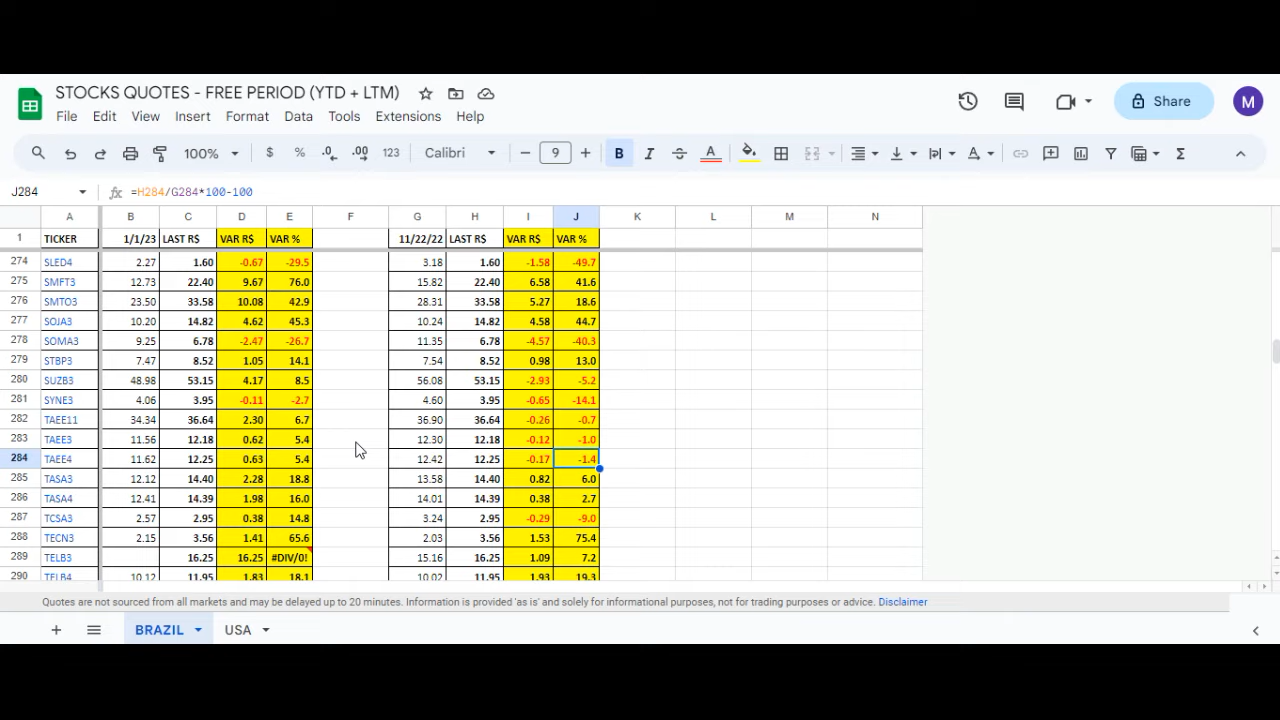 STOCKS QUOTES - FREE PERIOD (YTD + LTM)
File Edit View Insert Format Data Tools Extensions Help
Share M
100% $ % .0 .00 123 Calibri 9 B I A A
J284 =H284/G284*100-100
A B C D E F G H I J K L M N
1 TICKER 1/1/23 LAST R$ VAR R$ VAR % 11/22/22 LAST R$ VAR R$ VAR %
274 SLED4 2.27 1.60 -0.67 -29.5 3.18 1.60 -1.58 -49.7
275 SMFT3 12.73 22.40 9.67 76.0 15.82 22.40 6.58 41.6
276 SMTO3 23.50 33.58 10.08 42.9 28.31 33.58 5.27 18.6
277 SOJA3 10.20 14.82 4.62 45.3 10.24 14.82 4.58 44.7
278 SOMA3 9.25 6.78 -2.47 -26.7 11.35 6.78 -4.57 -40.3
279 STBP3 7.47 8.52 1.05 14.1 7.54 8.52 0.98 13.0
280 SUZB3 48.98 53.15 4.17 8.5 56.08 53.15 -2.93 -5.2
281 SYNE3 4.06 3.95 -0.11 -2.7 4.60 3.95 -0.65 -14.1
282 TAEE11 34.34 36.64 2.30 6.7 36.90 36.64 -0.26 -0.7
283 TAEE3 11.56 12.18 0.62 5.4 12.30 12.18 -0.12 -1.0
284 TAEE4 11.62 12.25 0.63 5.4 12.42 12.25 -0.17 -1.4
285 TASA3 12.12 14.40 2.28 18.8 13.58 14.40 0.82 6.0
286 TASA4 12.41 14.39 1.98 16.0 14.01 14.39 0.38 2.7
287 TCSA3 2.57 2.95 0.38 14.8 3.24 2.95 -0.29 -9.0
288 TECN3 2.15 3.56 1.41 65.6 2.03 3.56 1.53 75.4
289 TELB3 16.25 16.25 #DIV/0! 15.16 16.25 1.09 7.2
290 TELB4 10.12 11.95 1.83 18.1 10.02 11.95 1.93 19.3
Quotes are not sourced from all markets and may be delayed up to 20 minutes. Information is provided 'as is' and solely for informational purposes, not for trading purposes or advice. Disclaimer
BRAZIL USA